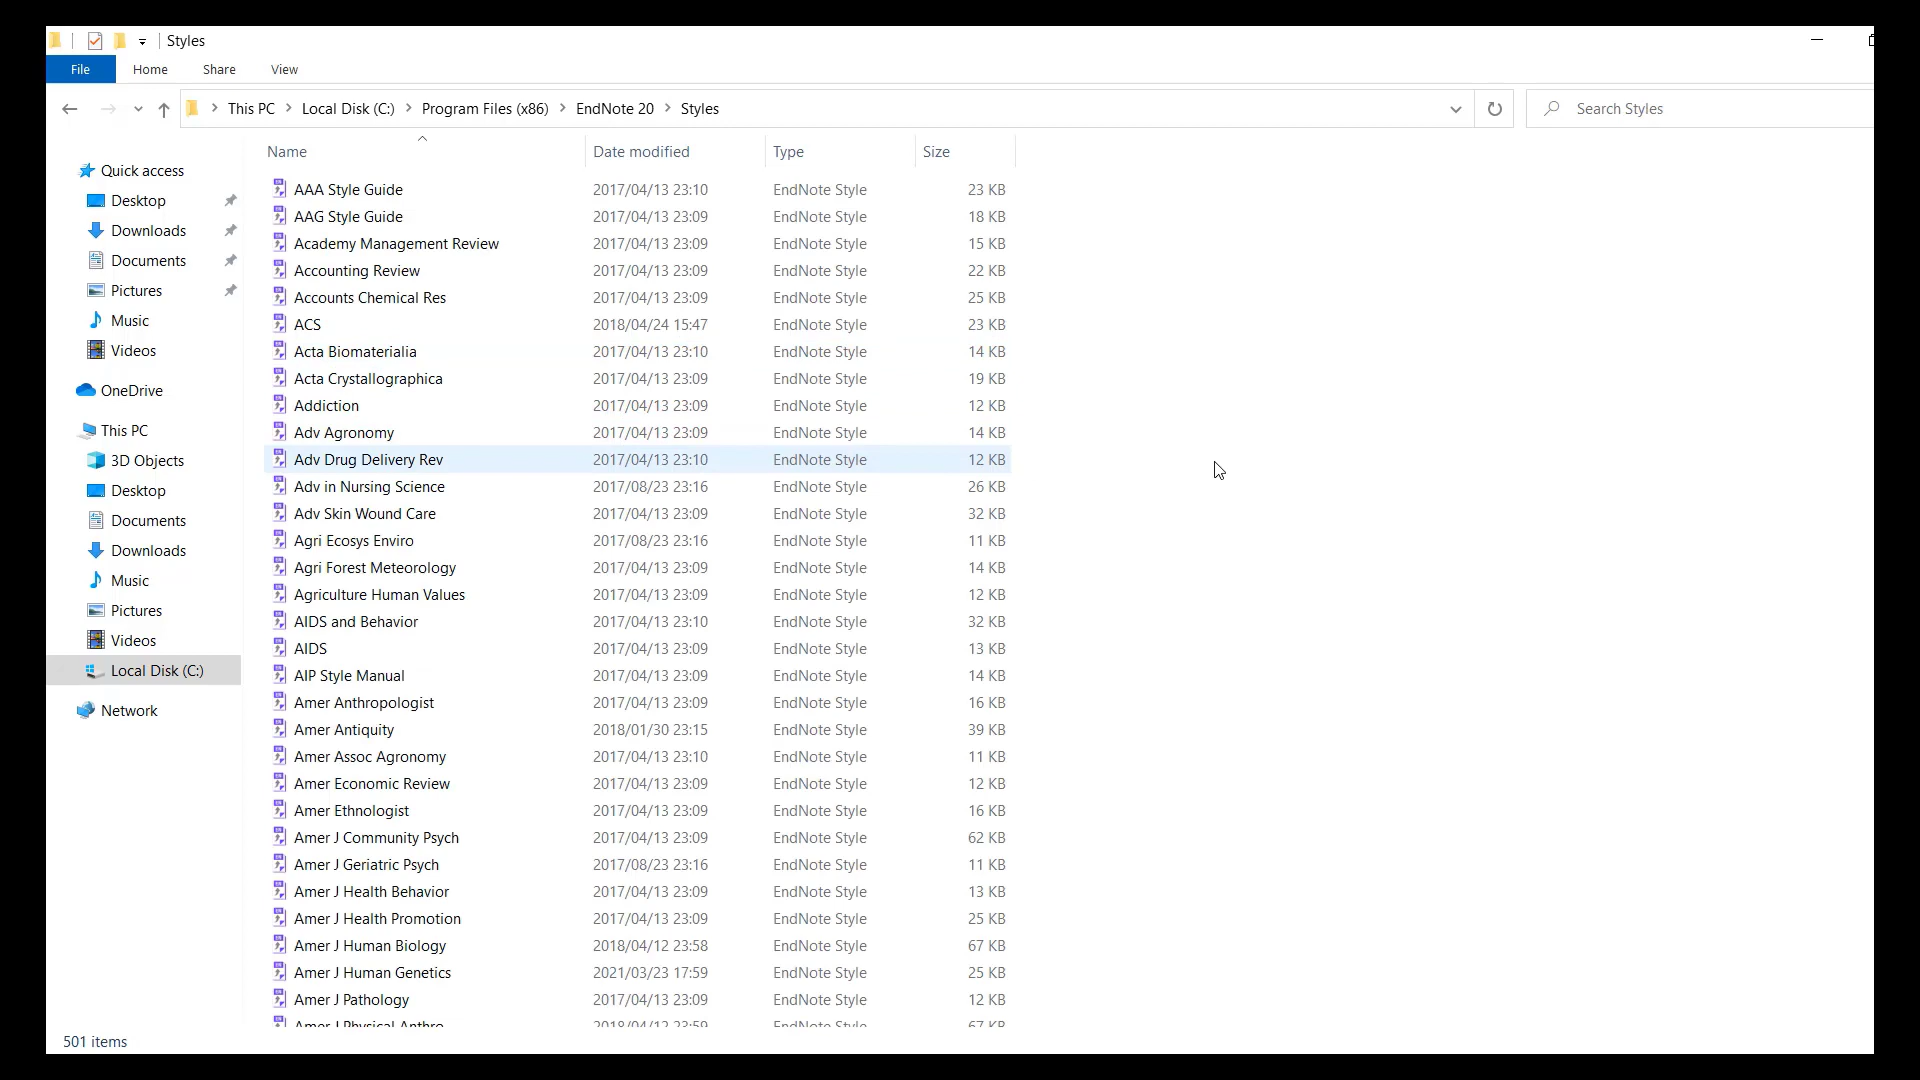 Styles
File Home Share View
This PC Local Disk (C:) Program Files (x86) EndNote 20 Styles
Search Styles
Quick access
Desktop
Downloads
Documents
Pictures
Music
Videos
OneDrive
This PC
3D Objects
Desktop
Documents
Downloads
Music
Pictures
Videos
Local Disk (C:)
Network
Name Date modified Type Size
AAA Style Guide 2017/04/13 23:10 EndNote Style 23 KB
AAG Style Guide 2017/04/13 23:09 EndNote Style 18 KB
Academy Management Review 2017/04/13 23:09 EndNote Style 15 KB
Accounting Review 2017/04/13 23:09 EndNote Style 22 KB
Accounts Chemical Res 2017/04/13 23:09 EndNote Style 25 KB
ACS 2018/04/24 15:47 EndNote Style 23 KB
Acta Biomaterialia 2017/04/13 23:10 EndNote Style 14 KB
Acta Crystallographica 2017/04/13 23:09 EndNote Style 19 KB
Addiction 2017/04/13 23:09 EndNote Style 12 KB
Adv Agronomy 2017/04/13 23:09 EndNote Style 14 KB
Adv Drug Delivery Rev 2017/04/13 23:10 EndNote Style 12 KB
Adv in Nursing Science 2017/08/23 23:16 EndNote Style 26 KB
Adv Skin Wound Care 2017/04/13 23:09 EndNote Style 32 KB
Agri Ecosys Enviro 2017/08/23 23:16 EndNote Style 11 KB
Agri Forest Meteorology 2017/04/13 23:09 EndNote Style 14 KB
Agriculture Human Values 2017/04/13 23:09 EndNote Style 12 KB
AIDS and Behavior 2017/04/13 23:10 EndNote Style 32 KB
AIDS 2017/04/13 23:09 EndNote Style 13 KB
AIP Style Manual 2017/04/13 23:09 EndNote Style 14 KB
Amer Anthropologist 2017/04/13 23:09 EndNote Style 16 KB
Amer Antiquity 2018/01/30 23:15 EndNote Style 39 KB
Amer Assoc Agronomy 2017/04/13 23:10 EndNote Style 11 KB
Amer Economic Review 2017/04/13 23:09 EndNote Style 12 KB
Amer Ethnologist 2017/04/13 23:09 EndNote Style 16 KB
Amer J Community Psych 2017/04/13 23:09 EndNote Style 62 KB
Amer J Geriatric Psych 2017/08/23 23:16 EndNote Style 11 KB
Amer J Health Behavior 2017/04/13 23:09 EndNote Style 13 KB
Amer J Health Promotion 2017/04/13 23:09 EndNote Style 25 KB
Amer J Human Biology 2018/04/12 23:58 EndNote Style 67 KB
Amer J Human Genetics 2021/03/23 17:59 EndNote Style 25 KB
Amer J Pathology 2017/04/13 23:09 EndNote Style 12 KB
Amer J Physical Anthro 2018/04/12 23:59 EndNote Style 67 KB
501 items